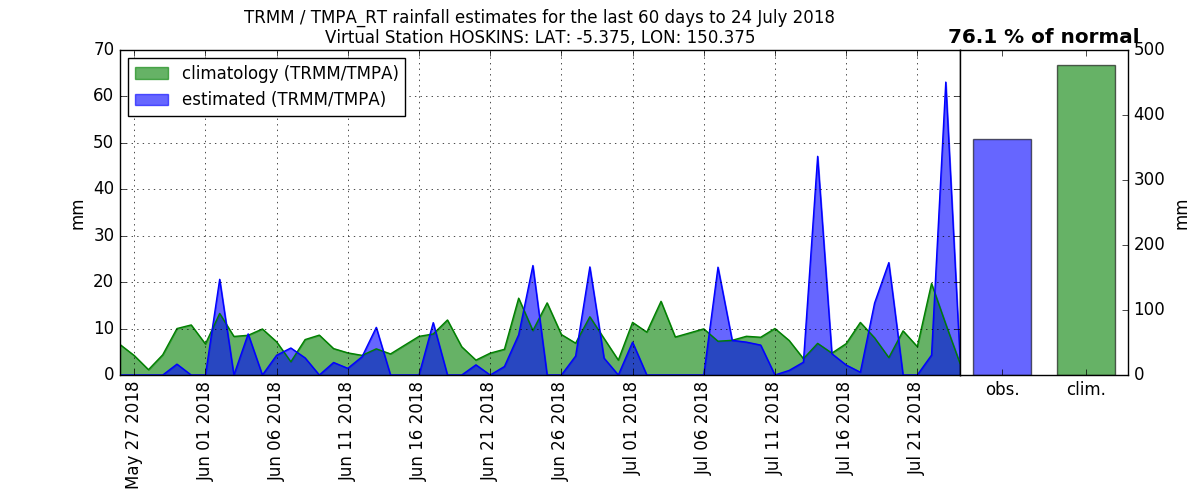 TRMM / TMPA_RT rainfall estimates for the last 60 days to 24 July 2018
Virtual Station HOSKINS: LAT: -5.375, LON: 150.375
76.1 % of normal
climatology (TRMM/TMPA)
estimated (TRMM/TMPA)
70
60
50
40
30
20
10
0
mm
May 27 2018
Jun 01 2018
Jun 06 2018
Jun 11 2018
Jun 16 2018
Jun 21 2018
Jun 26 2018
Jul 01 2018
Jul 06 2018
Jul 11 2018
Jul 16 2018
Jul 21 2018
obs.
clim.
500
400
300
200
100
0
mm